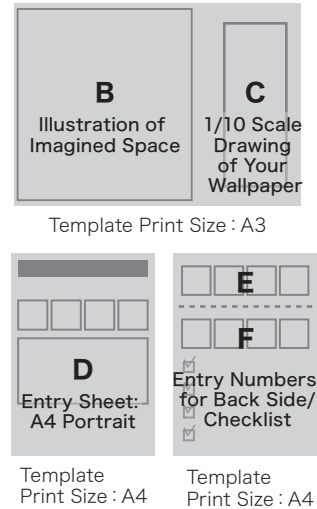 B
Illustration of
Imagined Space
C
1/10 Scale
Drawing
of Your
Wallpaper
Template Print Size : A3
D
Entry Sheet:
A4 Portrait
E
F
Entry Numbers
for Back Side/
Checklist
Template
Print Size : A4
Template
Print Size : A4